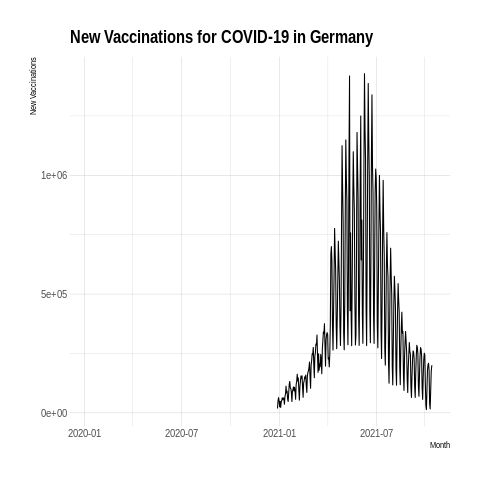 New Vaccinations for COVID-19 in Germany
New Vaccinations
1e+06
5e+05
0e+00
2020-01 2020-07 2021-01 2021-07
Month